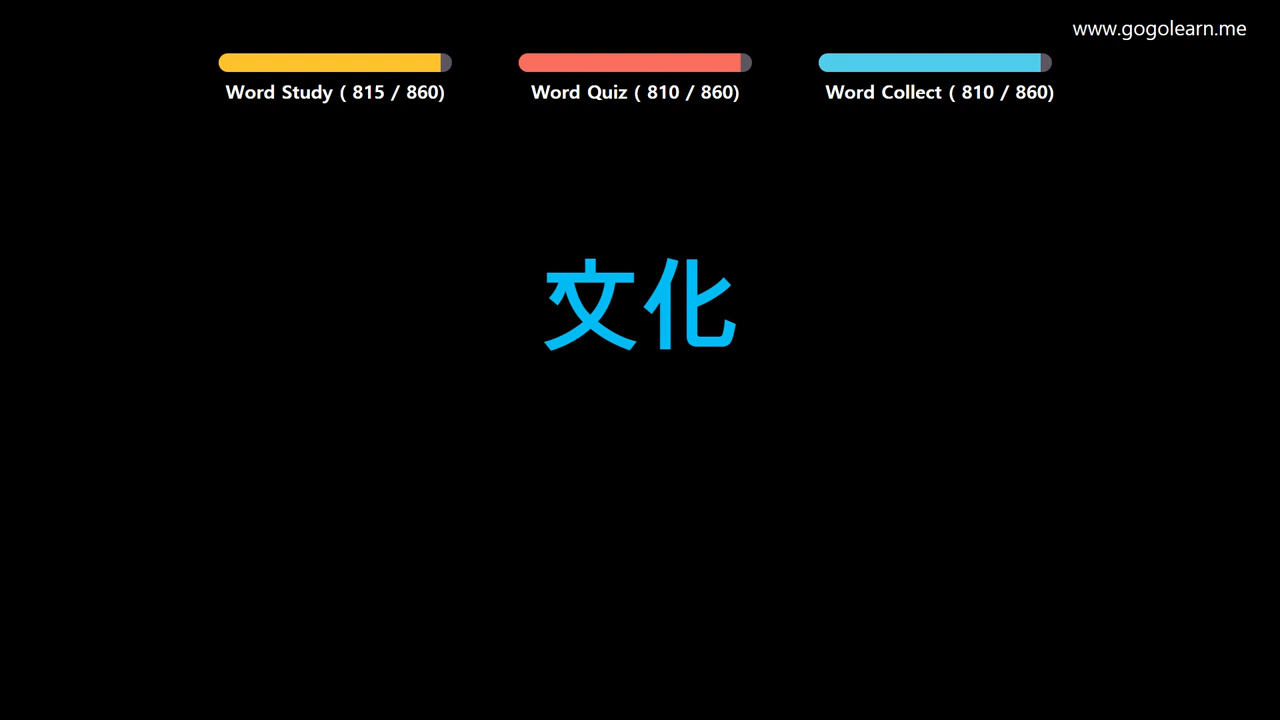 www.gogolearn.me
Word Study ( 815 / 860)
Word Quiz ( 810 / 860)
Word Collect ( 810 / 860)
文化